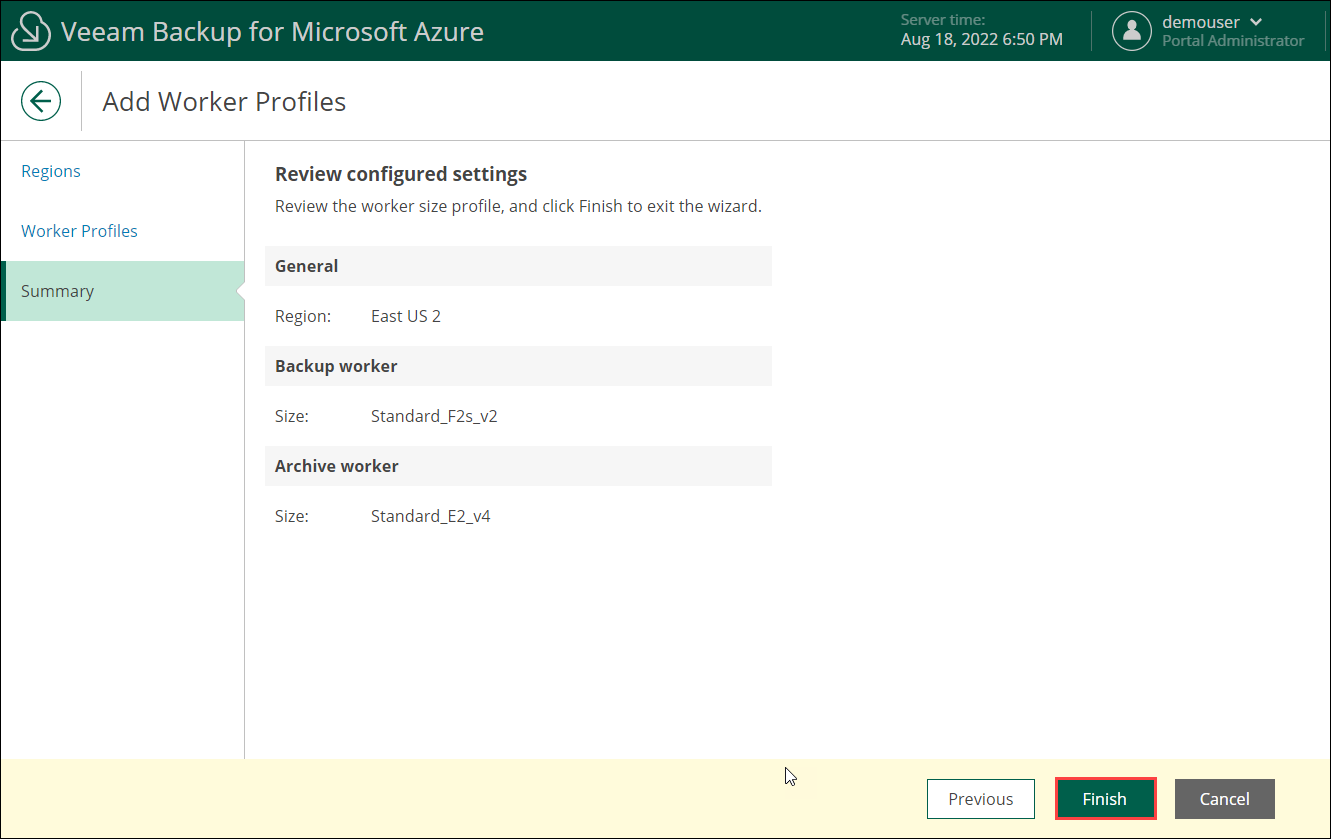 Veeam Backup for Microsoft Azure
Server time:
Aug 18, 2022 6:50 PM
demouser
Portal Administrator
Add Worker Profiles
Regions
Worker Profiles
Summary
Review configured settings
Review the worker size profile, and click Finish to exit the wizard.
General
Region: East US 2
Backup worker
Size: Standard_F2s_v2
Archive worker
Size: Standard_E2_v4
Previous
Finish
Cancel